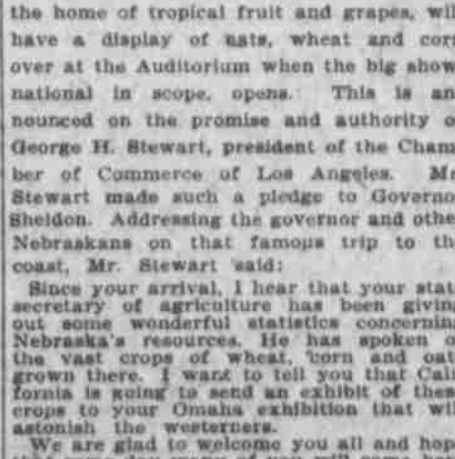 the home of tropical fruit and grapes, wil
have a display of oats, wheat and corn
over at the Auditorium when the big show
national in scope, opens. This is an
nounced on the promise and authority o
George H. Stewart, president of the Cham
ber of Commerce of Los Angeles. Mr
Stewart made such a pledge to Governo
Sheldon. Addressing the governor and othe
Nebraskans on that famous trip to th
coast, Mr. Stewart said:
Since your arrival, I hear that your stat
secretary of agriculture has been givin
out some wonderful statistics concernin
Nebraska's resources. He has spoken o
the vast crops of wheat, corn and oat
grown there. I want to tell you that Cali
fornia is going to send an exhibit of thes
crops to your Omaha exhibition that wil
astonish the westerners.
We are glad to welcome you all and hop